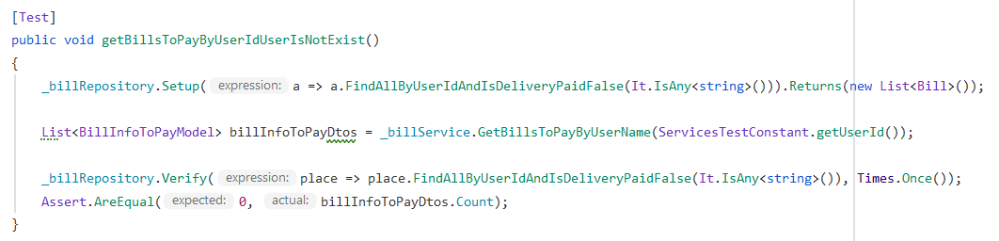 [Test]
public void getBillsToPayByUserIdUserIsNotExist()
{
_billRepository.Setup( expression: a => a.FindAllByUserIdAndIsDeliveryPaidFalse(It.IsAny<string>())).Returns(new List<Bill>());
List<BillInfoToPayModel> billInfoToPayDtos = _billService.GetBillsToPayByUserName(ServicesTestConstant.getUserId());
_billRepository.Verify( expression: place => place.FindAllByUserIdAndIsDeliveryPaidFalse(It.IsAny<string>()), Times.Once());
Assert.AreEqual( expected: 0, actual: billInfoToPayDtos.Count);
}